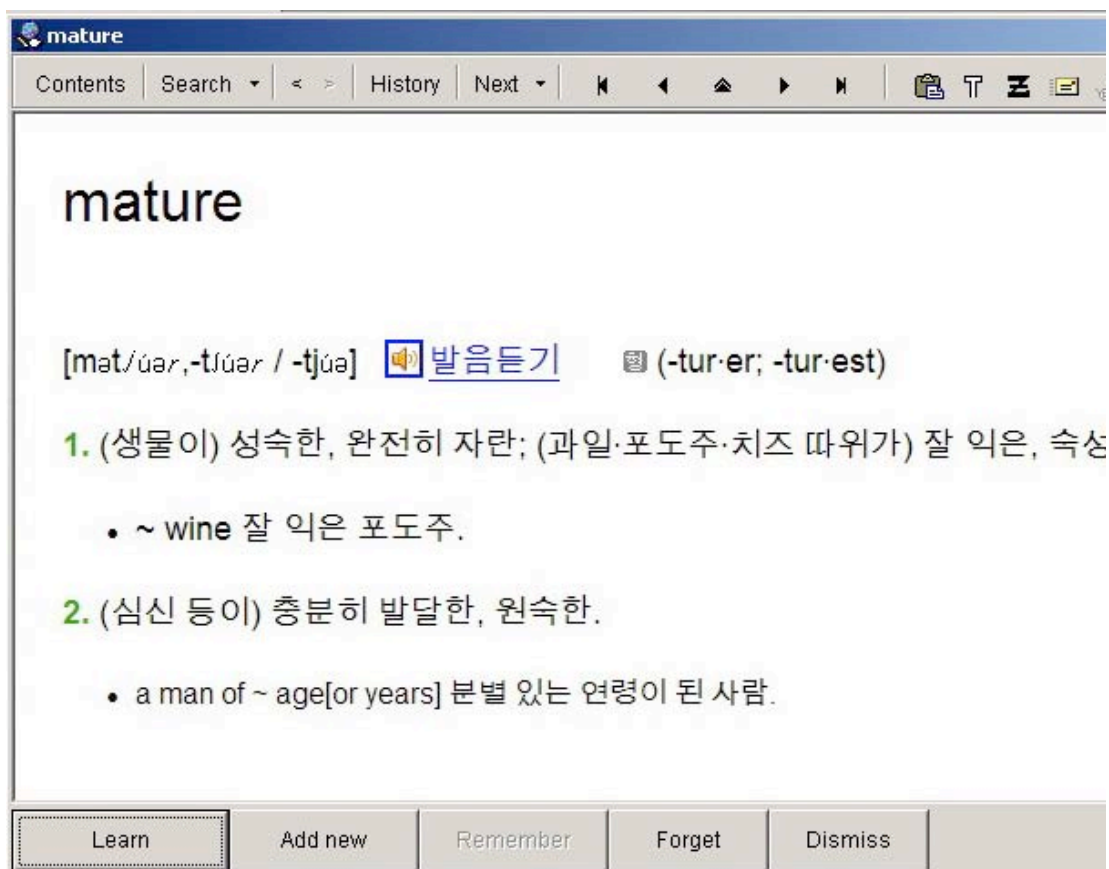 mature
Contents Search < > History Next
mature
[mət/úər,-tʃúər / -tjúə] 발음듣기 형 (-tur·er; -tur·est)
1. (생물이) 성숙한, 완전히 자란; (과일·포도주·치즈 따위가) 잘 익은, 숙성
• ~ wine 잘 익은 포도주.
2. (심신 등이) 충분히 발달한, 원숙한.
• a man of ~ age[or years] 분별 있는 연령이 된 사람.
Learn Add new Remember Forget Dismiss